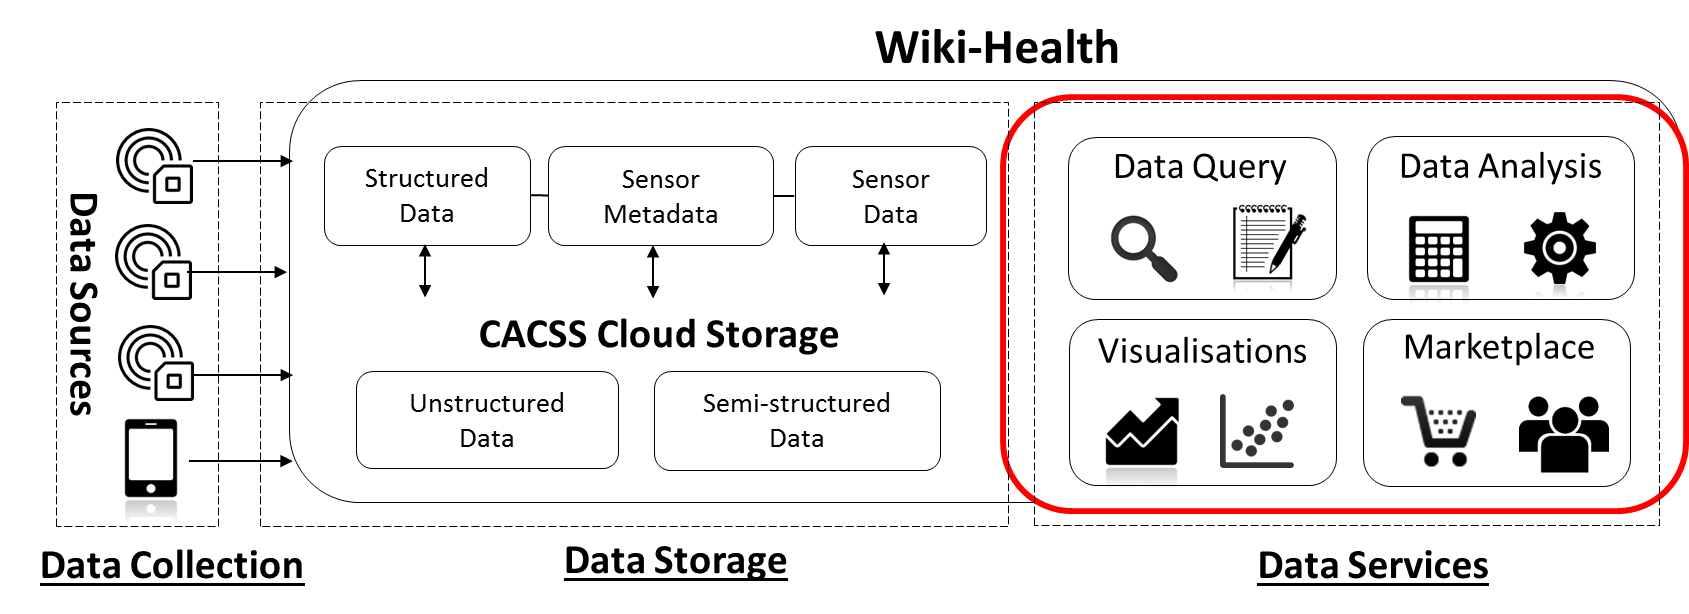 Wiki-Health
Data Sources
Structured
Data
Sensor
Metadata
Sensor
Data
CACSS Cloud Storage
Unstructured
Data
Semi-structured
Data
Data Query
Data Analysis
Visualisations
Marketplace
Data Collection
Data Storage
Data Services